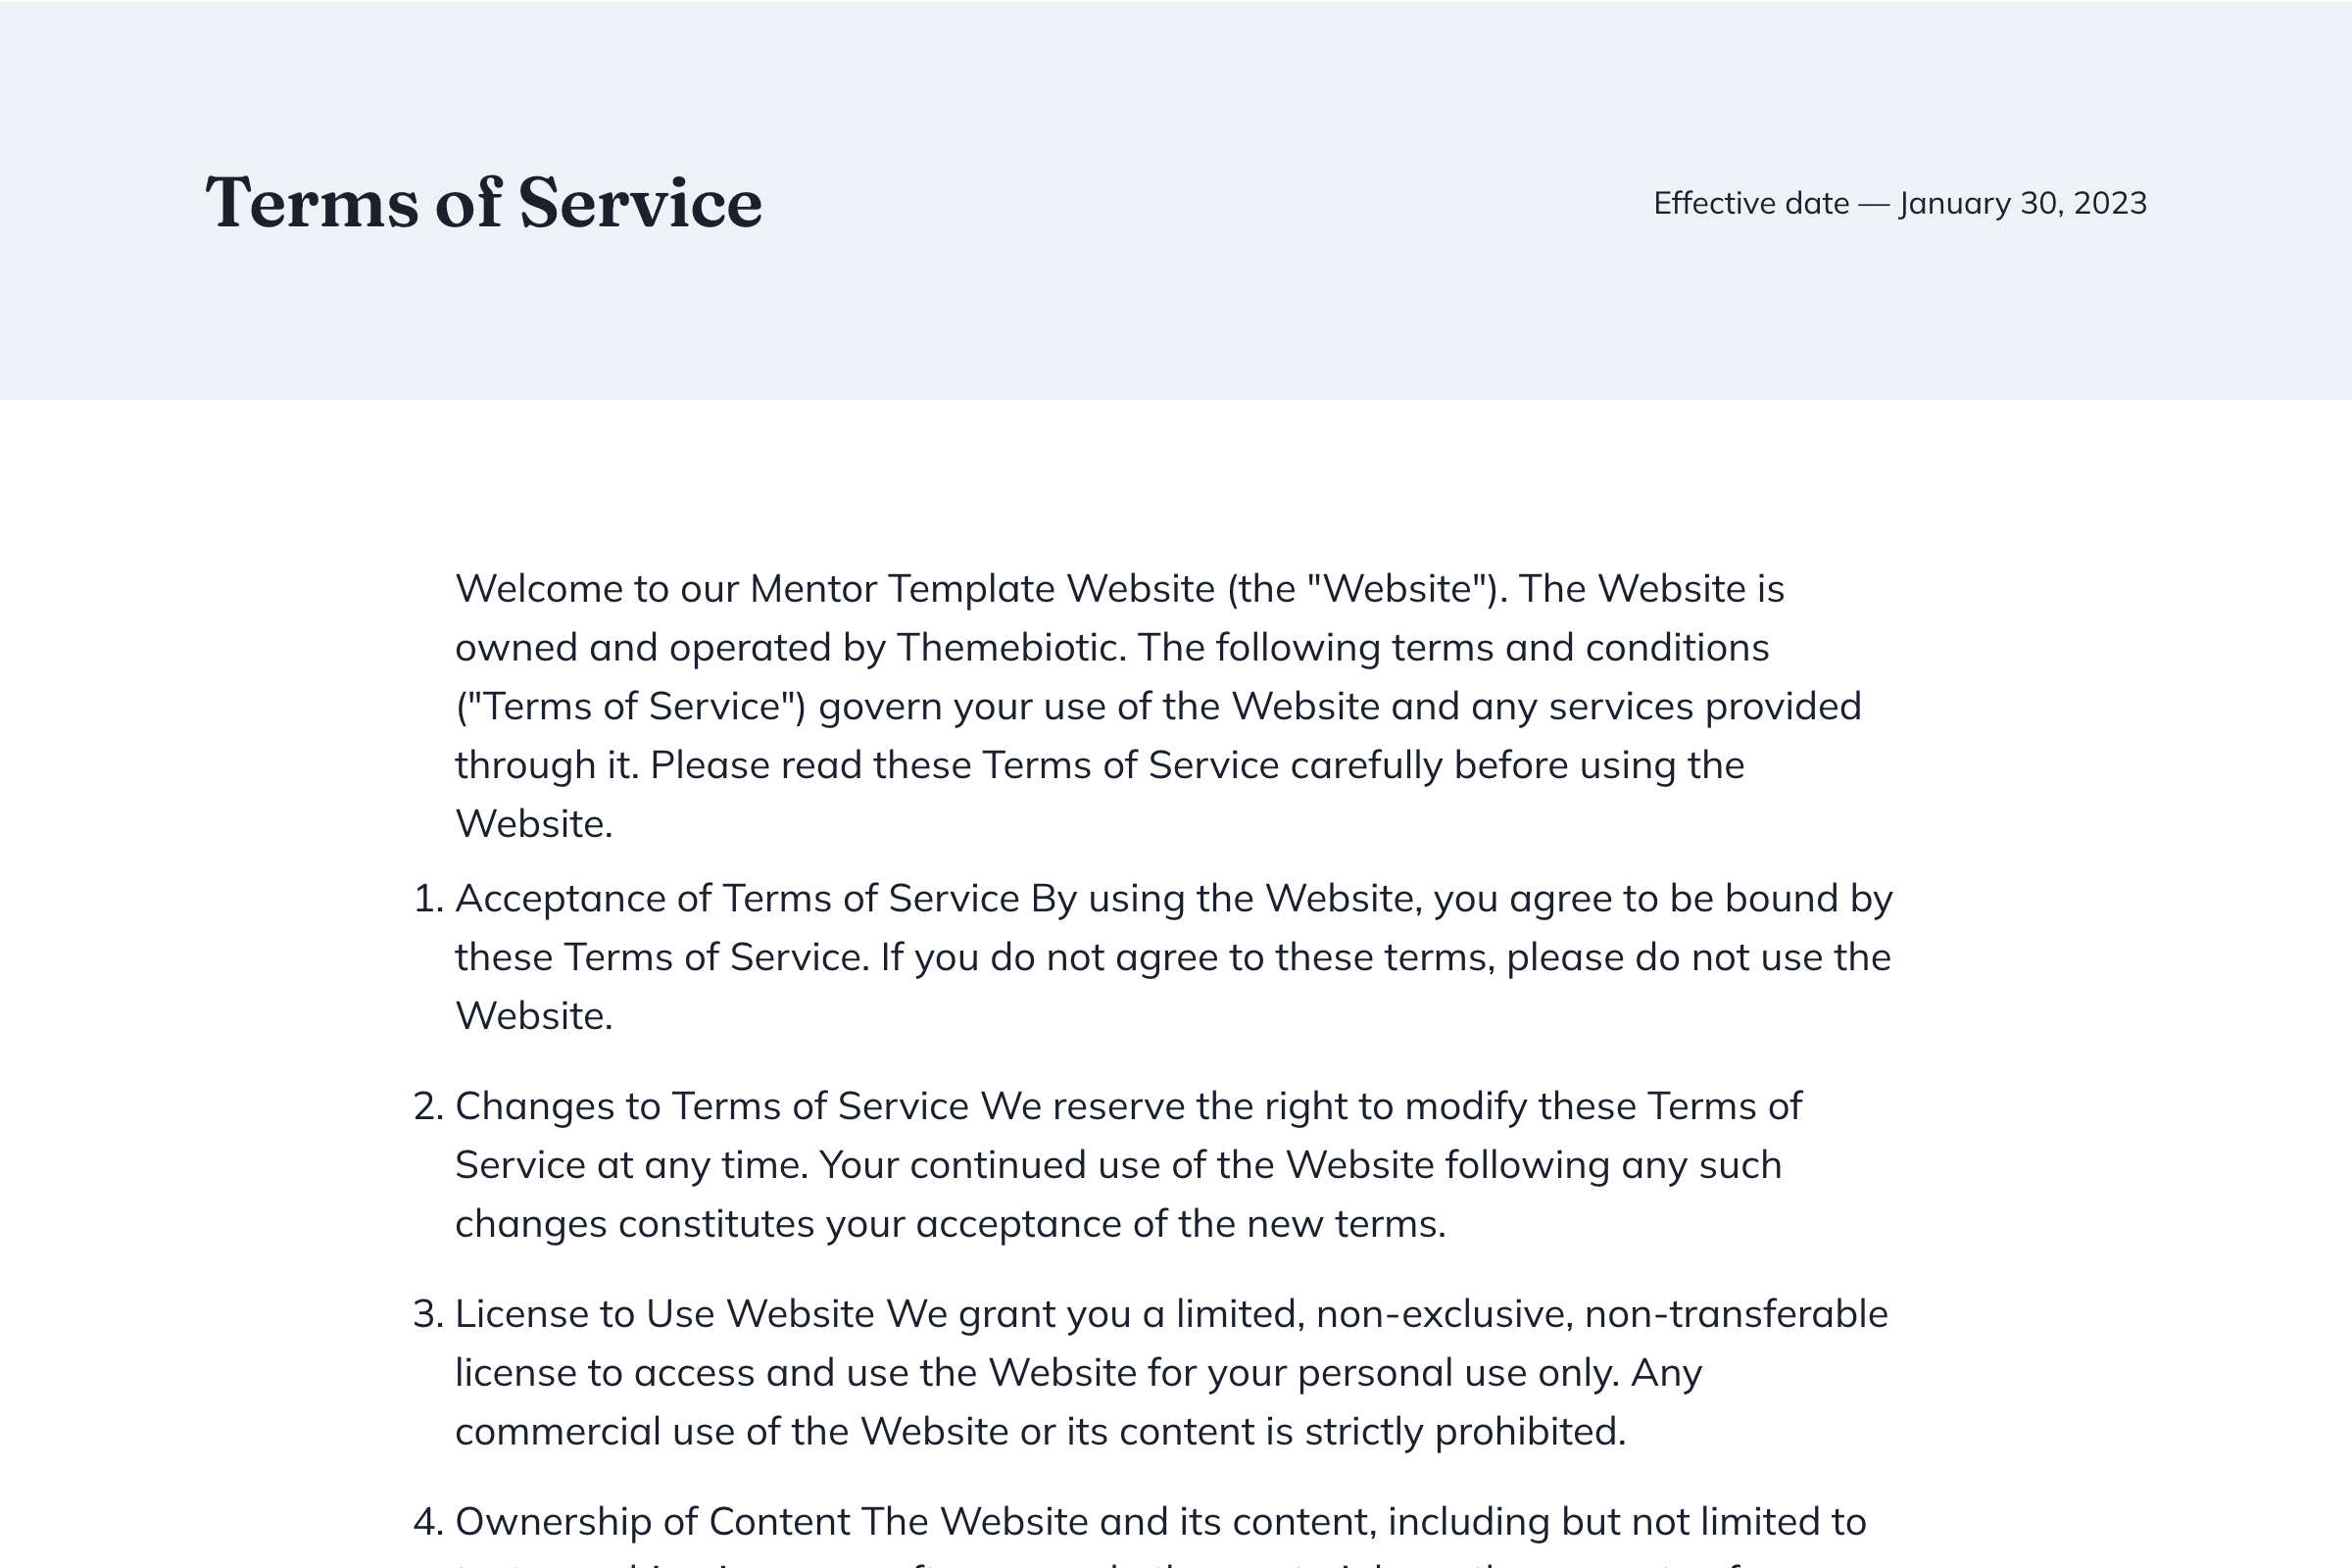 Terms of Service
Effective date — January 30, 2023
Welcome to our Mentor Template Website (the "Website"). The Website is
owned and operated by Themebiotic. The following terms and conditions
("Terms of Service") govern your use of the Website and any services provided
through it. Please read these Terms of Service carefully before using the
Website.
1. Acceptance of Terms of Service By using the Website, you agree to be bound by
these Terms of Service. If you do not agree to these terms, please do not use the
Website.
2. Changes to Terms of Service We reserve the right to modify these Terms of
Service at any time. Your continued use of the Website following any such
changes constitutes your acceptance of the new terms.
3. License to Use Website We grant you a limited, non-exclusive, non-transferable
license to access and use the Website for your personal use only. Any
commercial use of the Website or its content is strictly prohibited.
4. Ownership of Content The Website and its content, including but not limited to